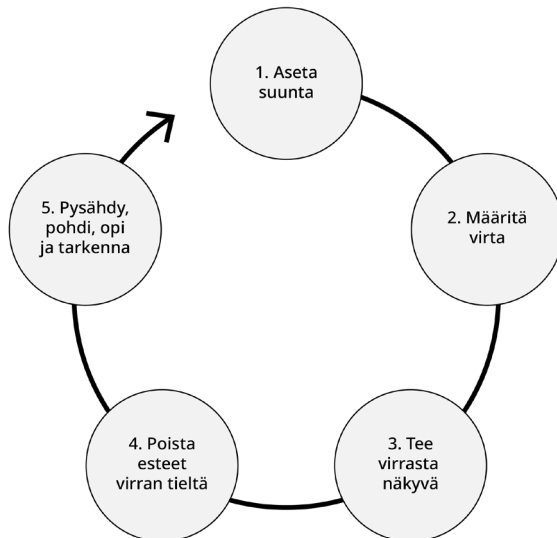 1. Aseta
suunta
2. Määritä
virta
3. Tee
virrasta
näkyvä
4. Poista
esteet
virran tieltä
5. Pysähdy,
pohdi, opi
ja tarkenna